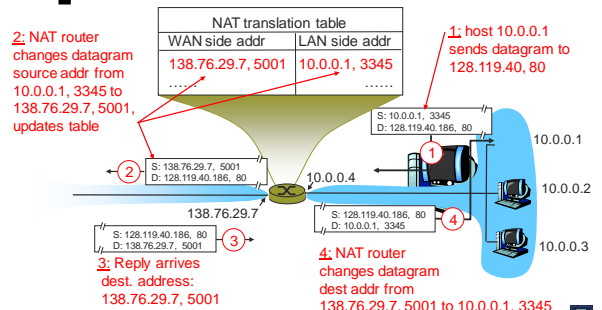 NAT translation table
WAN side addr LAN side addr
138.76.29.7, 5001 10.0.0.1, 3345
…… ……
2: NAT router
changes datagram
source addr from
10.0.0.1, 3345 to
138.76.29.7, 5001,
updates table
1: host 10.0.0.1
sends datagram to
128.119.40, 80
S: 10.0.0.1, 3345
D: 128.119.40.186, 80
1
10.0.0.1
S: 138.76.29.7, 5001
D: 128.119.40.186, 80
2
10.0.0.4
10.0.0.2
138.76.29.7
S: 128.119.40.186, 80
D: 10.0.0.1, 3345
4
S: 128.119.40.186, 80
D: 138.76.29.7, 5001
3
10.0.0.3
3: Reply arrives
dest. address:
138.76.29.7, 5001
4: NAT router
changes datagram
dest addr from
138.76.29.7, 5001 to 10.0.0.1, 3345